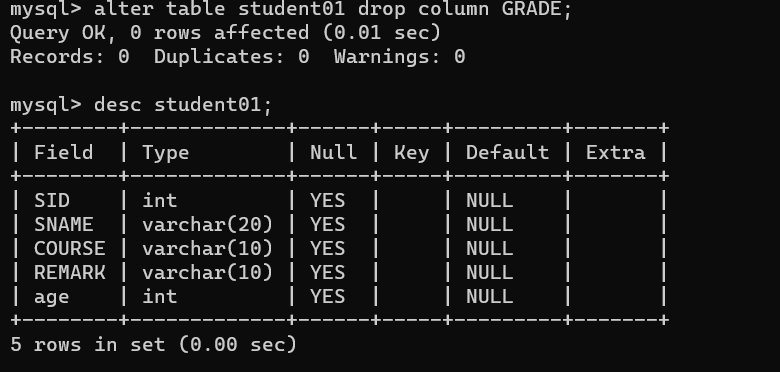 mysql> alter table student01 drop column GRADE;
Query OK, 0 rows affected (0.01 sec)
Records: 0  Duplicates: 0  Warnings: 0

mysql> desc student01;
+--------+-------------+------+-----+---------+-------+
| Field  | Type        | Null | Key | Default | Extra |
+--------+-------------+------+-----+---------+-------+
| SID    | int         | YES  |     | NULL    |       |
| SNAME  | varchar(20) | YES  |     | NULL    |       |
| COURSE | varchar(10) | YES  |     | NULL    |       |
| REMARK | varchar(10) | YES  |     | NULL    |       |
| age    | int         | YES  |     | NULL    |       |
+--------+-------------+------+-----+---------+-------+
5 rows in set (0.00 sec)